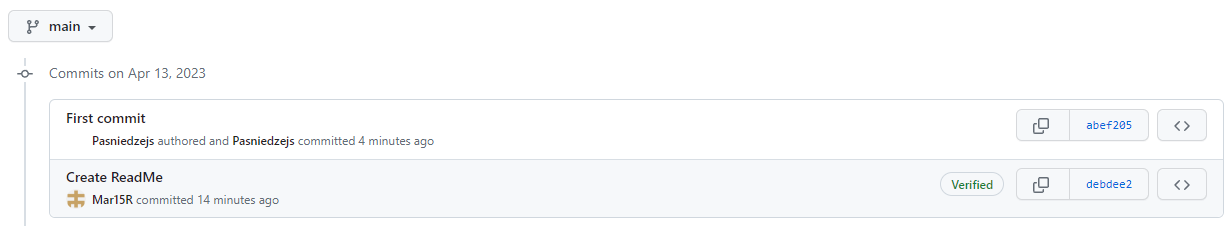 main
Commits on Apr 13, 2023
First commit
abef205
Pasniedzejs authored and Pasniedzejs committed 4 minutes ago
Create ReadMe
Verified
debdee2
Mar15R committed 14 minutes ago